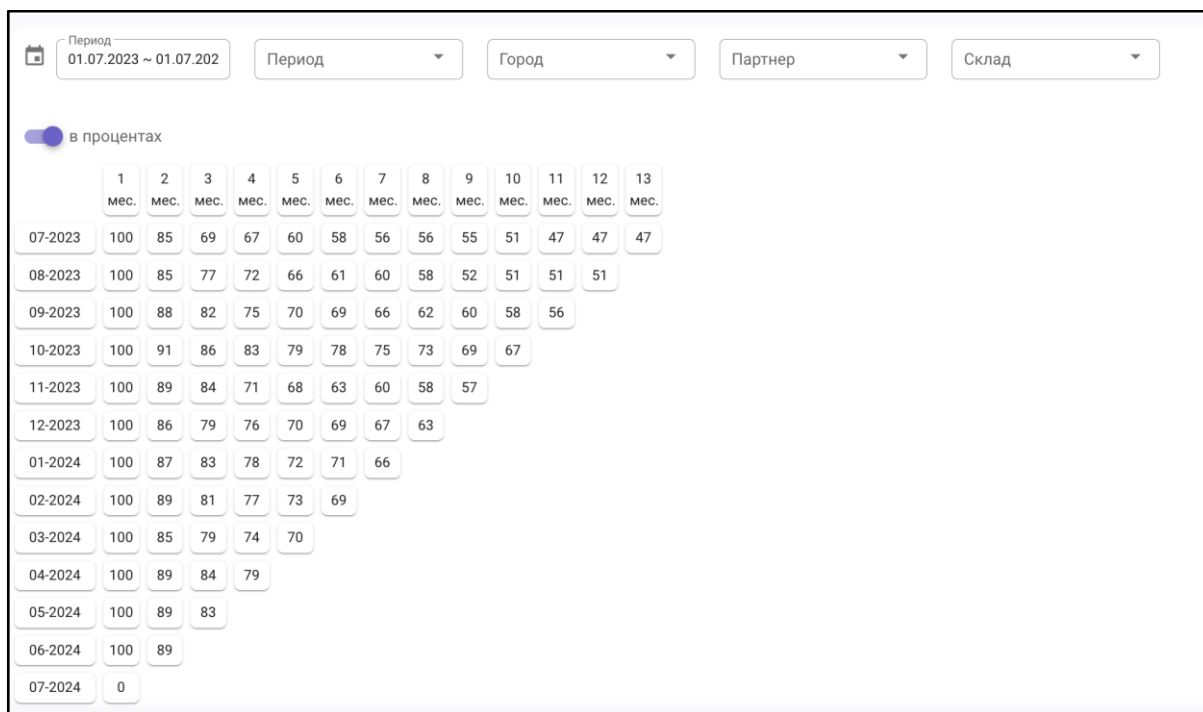 Период
01.07.2023 ~ 01.07.202 Период Город Партнер Склад
в процентах
1 2 3 4 5 6 7 8 9 10 11 12 13
мес. мес. мес. мес. мес. мес. мес. мес. мес. мес. мес. мес. мес.
07-2023 100 85 69 67 60 58 56 56 55 51 47 47 47
08-2023 100 85 77 72 66 61 60 58 52 51 51 51
09-2023 100 88 82 75 70 69 66 62 60 58 56
10-2023 100 91 86 83 79 78 75 73 69 67
11-2023 100 89 84 71 68 63 60 58 57
12-2023 100 86 79 76 70 69 67 63
01-2024 100 87 83 78 72 71 66
02-2024 100 89 81 77 73 69
03-2024 100 85 79 74 70
04-2024 100 89 84 79
05-2024 100 89 83
06-2024 100 89
07-2024 0